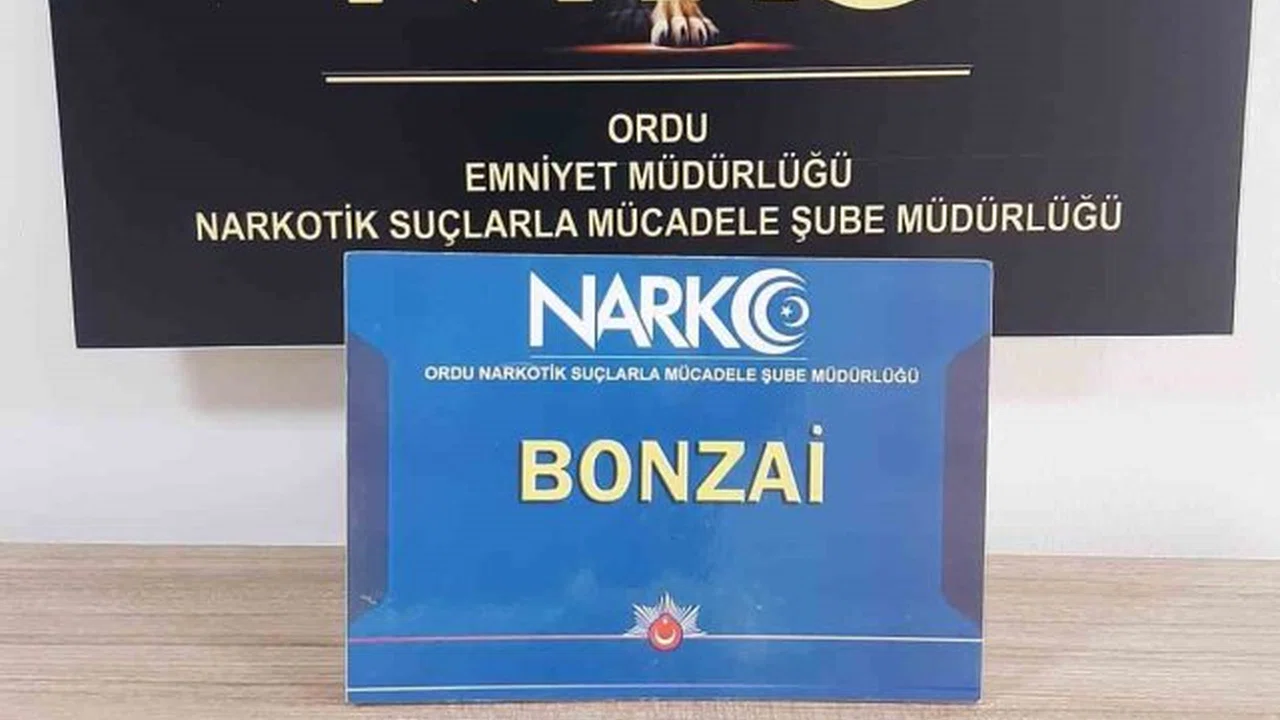 ORDU
EMNİYET MÜDÜRLÜĞÜ
NARKOTİK SUÇLARLA MÜCADELE ŞUBE MÜDÜRLÜĞÜ
NARKO
ORDU NARKOTİK SUÇLARLA MÜCADELE ŞUBE MÜDÜRLÜĞÜ
BONZAİ